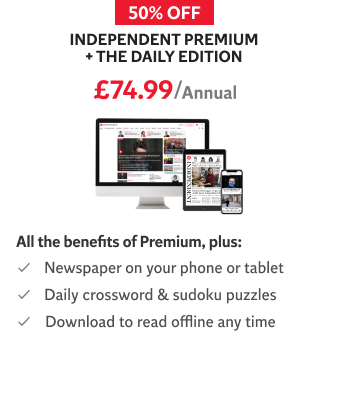 50% OFF
INDEPENDENT PREMIUM
+ THE DAILY EDITION
£74.99/Annual
INDEPENDENT
All the benefits of Premium, plus:
Newspaper on your phone or tablet
Daily crossword & sudoku puzzles
Download to read offline any time